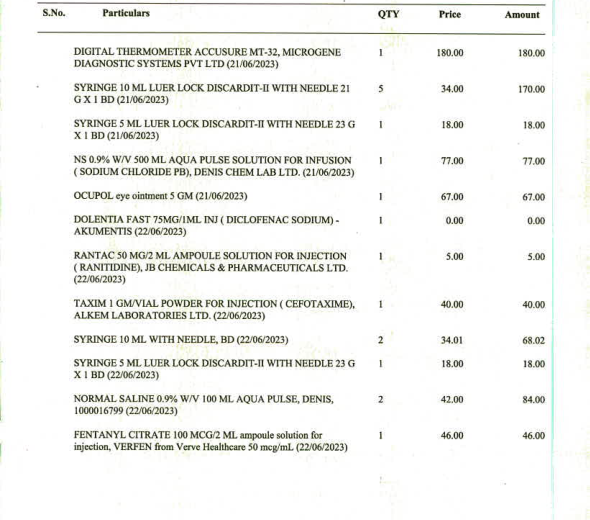 S.No. Particulars QTY Price Amount
DIGITAL THERMOMETER ACCUSURE MT-32, MICROGENE 1 180.00 180.00
DIAGNOSTIC SYSTEMS PVT LTD (21/06/2023)
SYRINGE 10 ML LUER LOCK DISCARDIT-II WITH NEEDLE 21 5 34.00 170.00
G X 1 BD (21/06/2023)
SYRINGE 5 ML LUER LOCK DISCARDIT-II WITH NEEDLE 23 G 1 18.00 18.00
X 1 BD (21/06/2023)
NS 0.9% W/V 500 ML AQUA PULSE SOLUTION FOR INFUSION 1 77.00 77.00
( SODIUM CHLORIDE PB), DENIS CHEM LAB LTD. (21/06/2023)
OCUPOL eye ointment 5 GM (21/06/2023) 1 67.00 67.00
DOLENTIA FAST 75MG/1ML INJ ( DICLOFENAC SODIUM) - 1 0.00 0.00
AKUMENTIS (22/06/2023)
RANTAC 50 MG/2 ML AMPOULE SOLUTION FOR INJECTION 1 5.00 5.00
( RANITIDINE), JB CHEMICALS & PHARMACEUTICALS LTD.
(22/06/2023)
TAXIM 1 GM/VIAL POWDER FOR INJECTION ( CEFOTAXIME), 1 40.00 40.00
ALKEM LABORATORIES LTD. (22/06/2023)
SYRINGE 10 ML WITH NEEDLE, BD (22/06/2023) 2 34.01 68.02
SYRINGE 5 ML LUER LOCK DISCARDIT-II WITH NEEDLE 23 G 1 18.00 18.00
X 1 BD (22/06/2023)
NORMAL SALINE 0.9% W/V 100 ML AQUA PULSE, DENIS, 2 42.00 84.00
1000016799 (22/06/2023)
FENTANYL CITRATE 100 MCG/2 ML ampoule solution for 1 46.00 46.00
injection, VERFEN from Verve Healthcare 50 mcg/mL (22/06/2023)